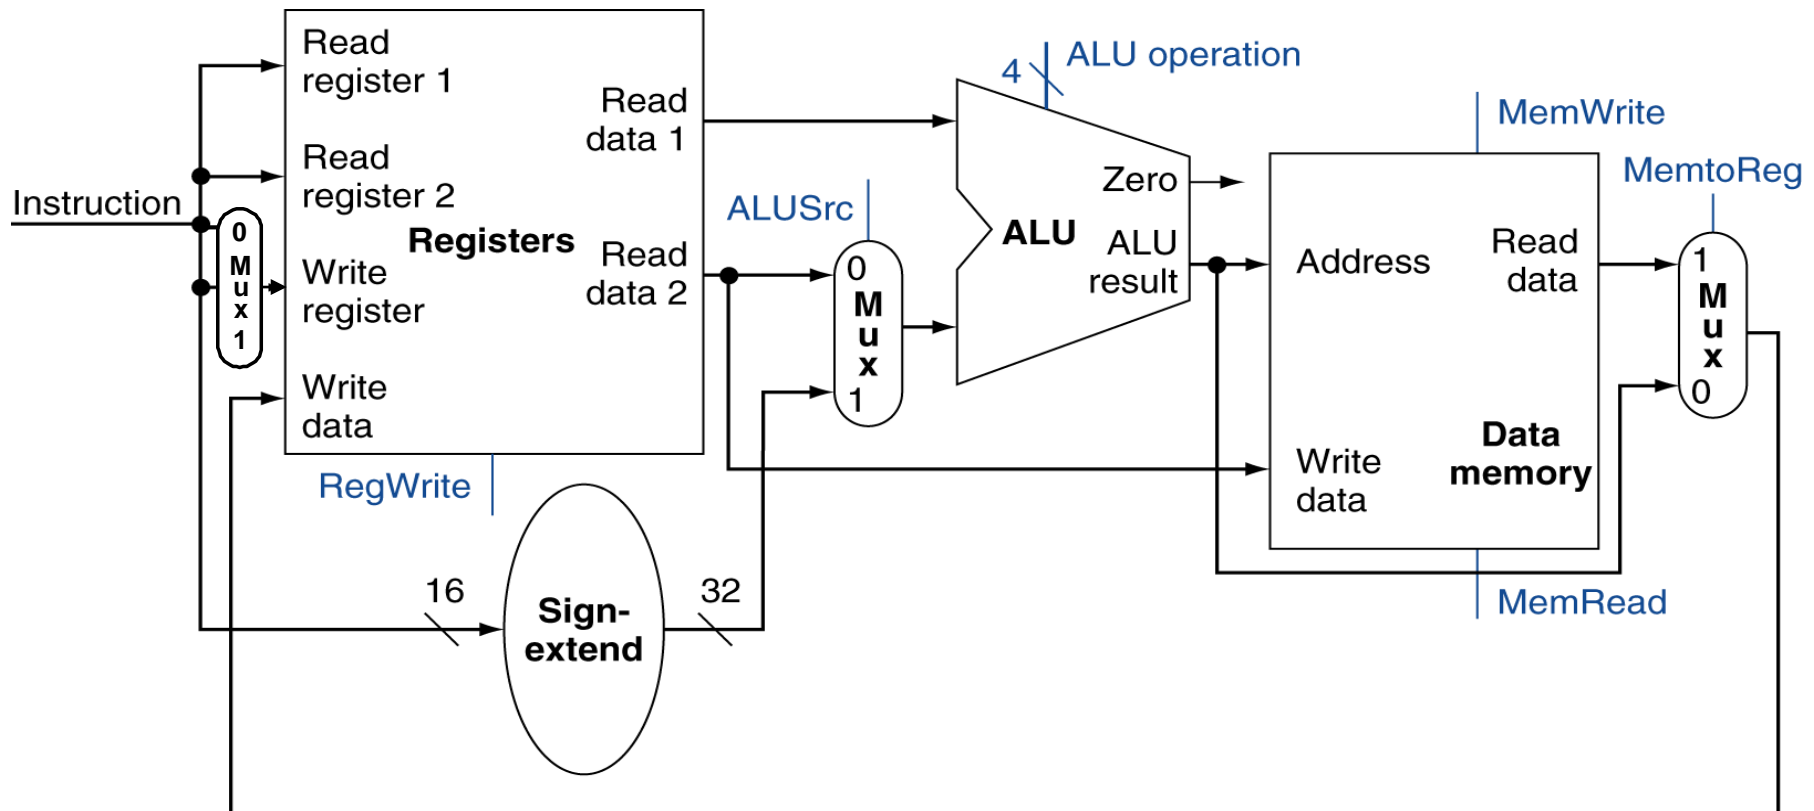 Instruction
Read
register 1
Read
register 2
Write
register
Write
data
Registers
Read
data 1
Read
data 2
RegWrite
0
M
u
x
1
16
Sign-
extend
32
ALUSrc
0
M
u
x
1
4
ALU operation
Zero
ALU
ALU
result
MemWrite
Address
Read
data
Write
data
Data
memory
MemRead
MemtoReg
1
M
u
x
0